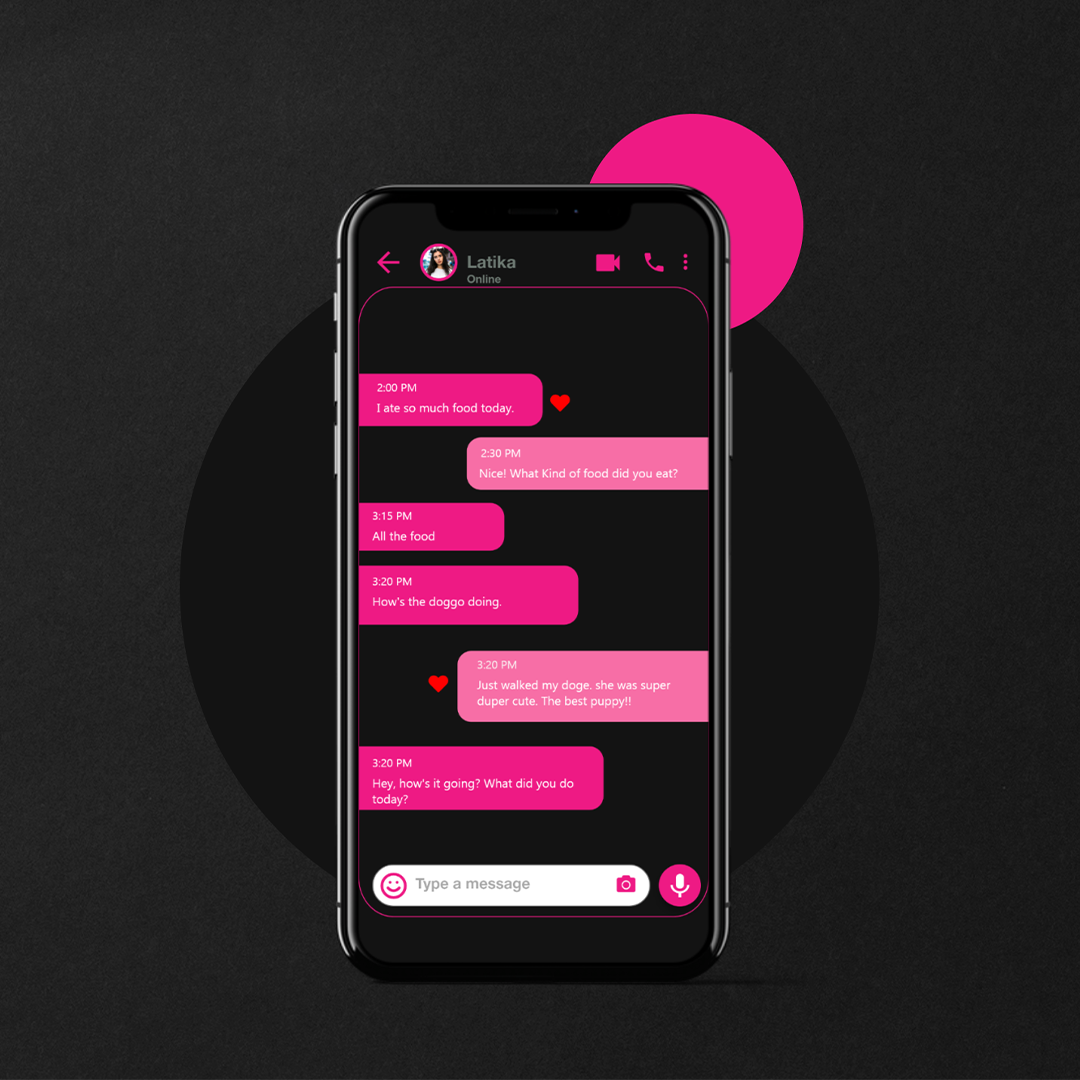 Latika
Online
2:00 PM
I ate so much food today.
2:30 PM
Nice! What Kind of food did you eat?
3:15 PM
All the food
3:20 PM
How's the doggo doing.
3:20 PM
Just walked my doge. she was super
duper cute. The best puppy!!
3:20 PM
Hey, how's it going? What did you do
today?
Type a message